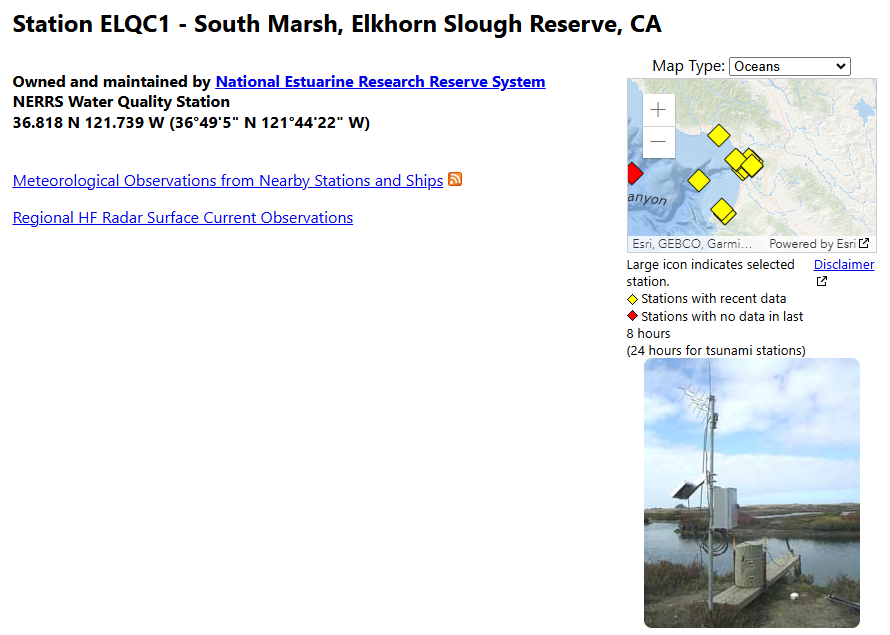 Station ELQC1 - South Marsh, Elkhorn Slough Reserve, CA
Owned and maintained by National Estuarine Research Reserve System
NERRS Water Quality Station
36.818 N 121.739 W (36°49'5" N 121°44'22" W)
Meteorological Observations from Nearby Stations and Ships
Regional HF Radar Surface Current Observations
Map Type: Oceans
+
−
anyon
Esri, GEBCO, Garmi... Powered by Esri
Large icon indicates selected station.
Disclaimer
Stations with recent data
Stations with no data in last
8 hours
(24 hours for tsunami stations)